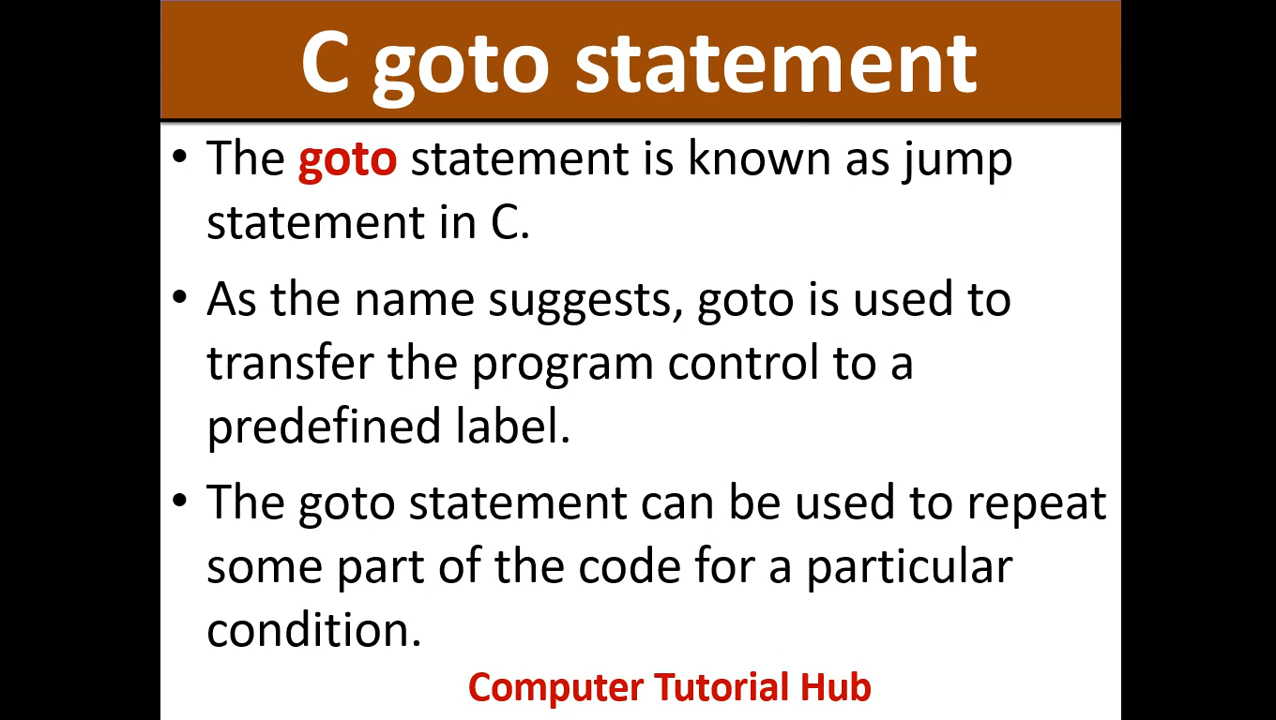 C goto statement
• The goto statement is known as jump
statement in C.
• As the name suggests, goto is used to
transfer the program control to a
predefined label.
• The goto statement can be used to repeat
some part of the code for a particular
condition.
Computer Tutorial Hub